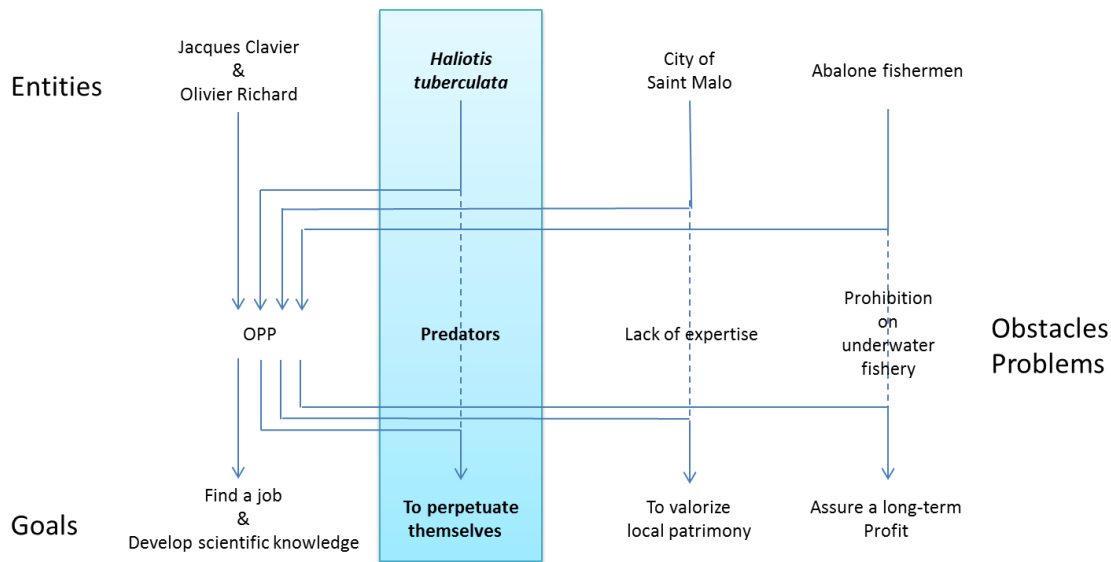 Entities
Jacques Clavier
&
Olivier Richard
Haliotis
tuberculata
City of
Saint Malo
Abalone fishermen
OPP
Predators
Lack of expertise
Prohibition
on
underwater
fishery
Obstacles
Problems
Goals
Find a job
&
Develop scientific knowledge
To perpetuate
themselves
To valorize
local patrimony
Assure a long-term
Profit